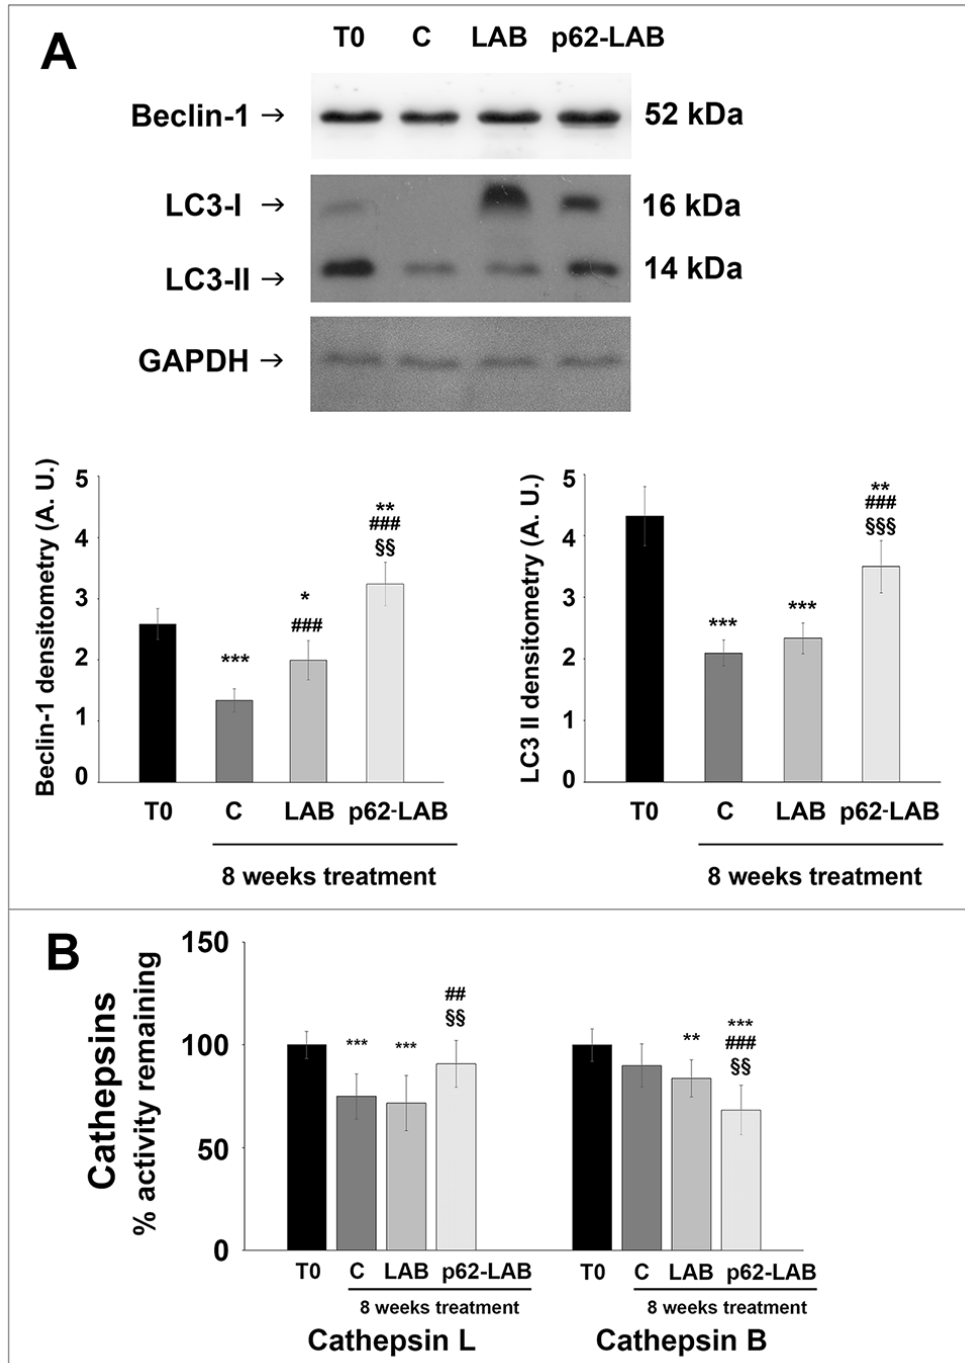 A
T0 C LAB p62-LAB
Beclin-1 → 52 kDa
LC3-I → 16 kDa
LC3-II → 14 kDa
GAPDH →
Beclin-1 densitometry (A. U.)
5
4
3
2
1
0
***
*
###
**
###
§§
T0 C LAB p62-LAB
8 weeks treatment
LC3 II densitometry (A. U.)
5
4
3
2
1
0
***
***
**
###
§§§
T0 C LAB p62-LAB
8 weeks treatment
B
Cathepsins
% activity remaining
150
100
50
0
***
***
##
§§
**
***
###
§§
T0 C LAB p62-LAB
8 weeks treatment
Cathepsin L
T0 C LAB p62-LAB
8 weeks treatment
Cathepsin B